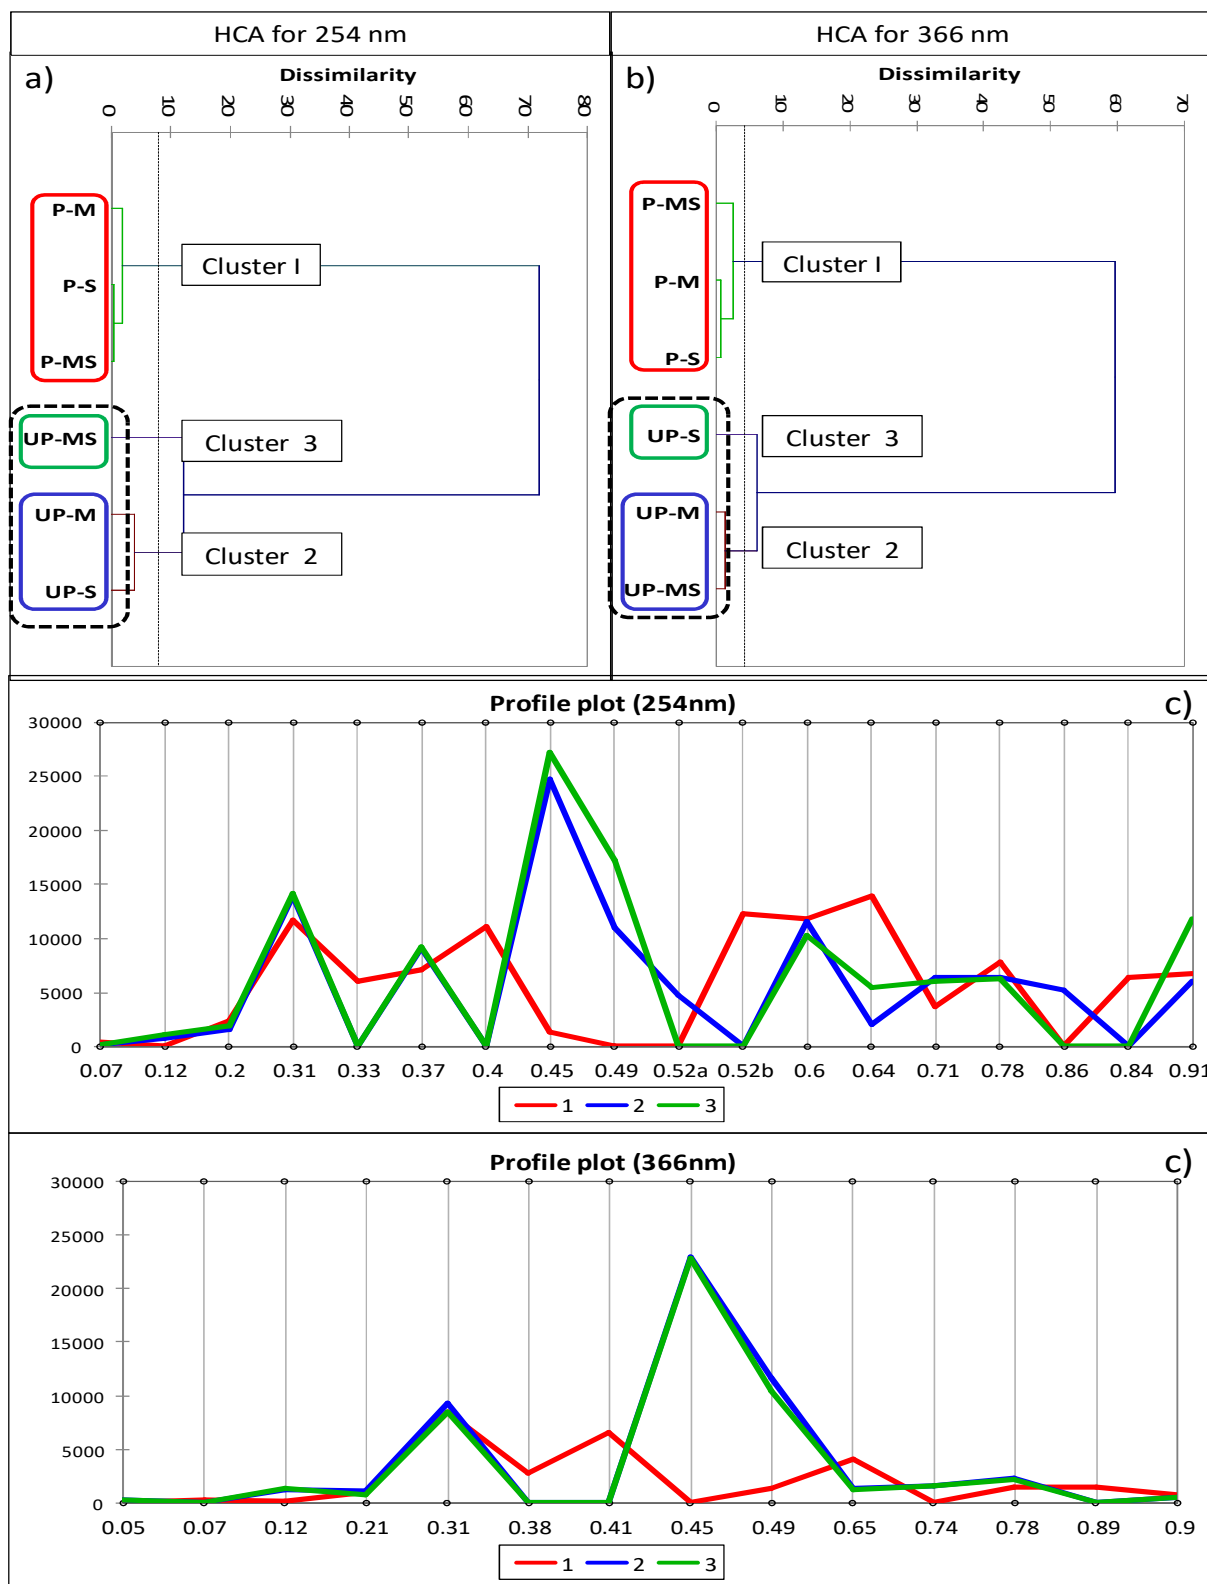 HCA for 254 nm
HCA for 366 nm
a)
Dissimilarity
0 10 20 30 40 50 60 70 80
P-M
P-S
P-MS
UP-MS
UP-M
UP-S
Cluster I
Cluster 3
Cluster 2
b)
Dissimilarity
0 10 20 30 40 50 60 70
P-MS
P-M
P-S
UP-S
UP-M
UP-MS
Cluster I
Cluster 3
Cluster 2
Profile plot (254nm)
c)
30000
25000
20000
15000
10000
5000
0
0.07 0.12 0.2 0.31 0.33 0.37 0.4 0.45 0.49 0.52a 0.52b 0.6 0.64 0.71 0.78 0.86 0.84 0.91
1 2 3
Profile plot (366nm)
c)
30000
25000
20000
15000
10000
5000
0
0.05 0.07 0.12 0.21 0.31 0.38 0.41 0.45 0.49 0.65 0.74 0.78 0.89 0.9
1 2 3